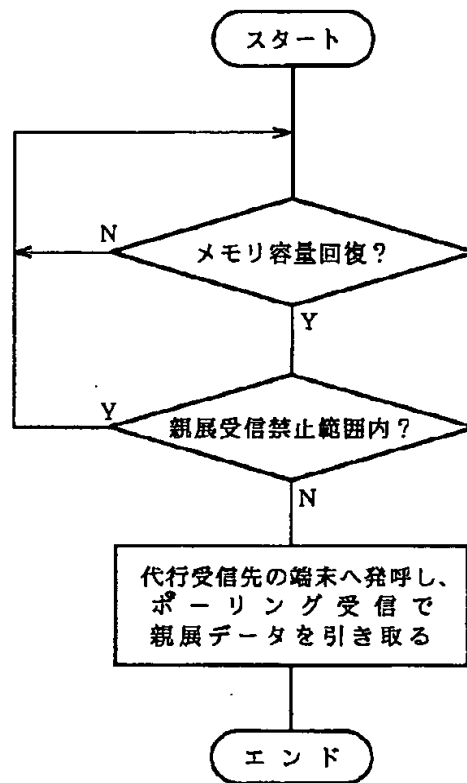 スタート
N
メモリ容量回復？
Y
Y
親展受信禁止範囲内？
N
代行受信先の端末へ発呼し、
ポーリング受信で
親展データを引き取る
エンド